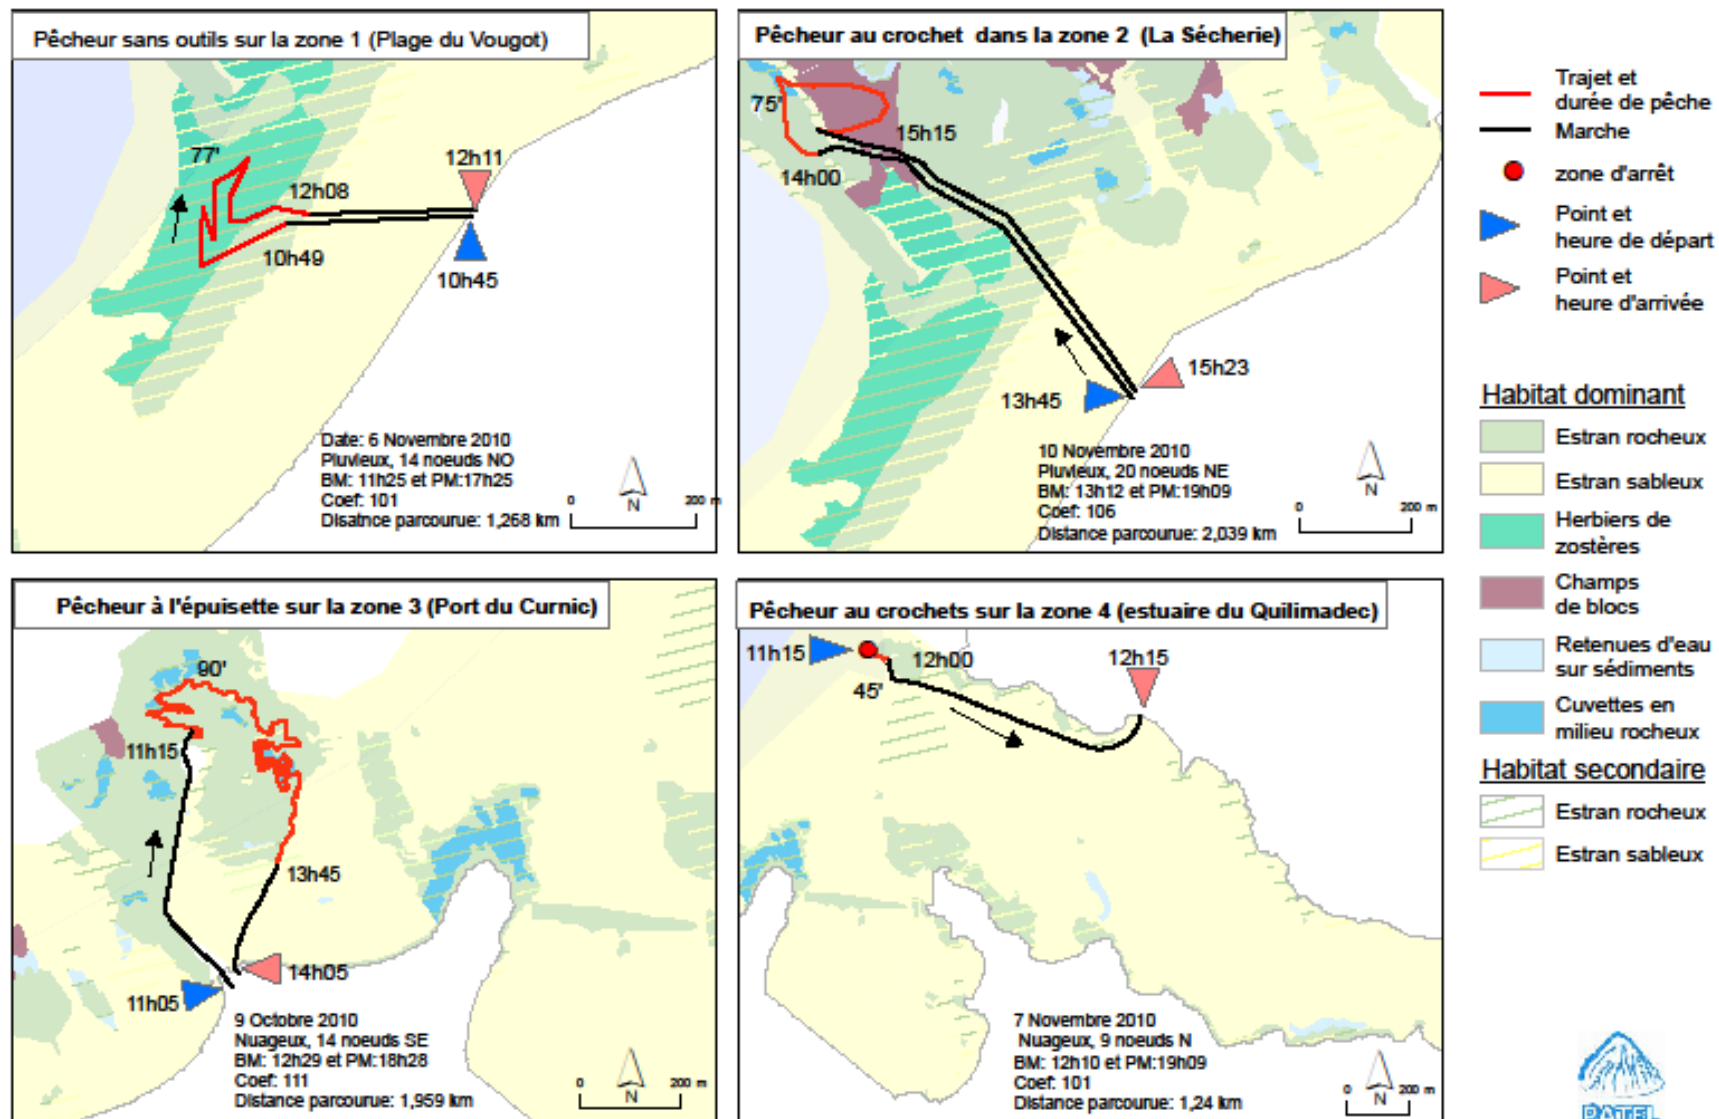 Pêcheur sans outils sur la zone 1 (Plage du Vougot)
77'
12h08
12h11
10h49
10h45
Date: 6 Novembre 2010
Pluvieux, 14 noeuds NO
BM: 11h25 et PM:17h25
Coef: 101
Disatnce parcourue: 1,268 km
0
200 m
N
Pêcheur au crochet dans la zone 2 (La Sécherie)
75'
15h15
14h00
15h23
13h45
10 Novembre 2010
Pluvieux, 20 noeuds NE
BM: 13h12 et PM:19h09
Coef: 106
Distance parcourue: 2,039 km
0
200 m
N
Pêcheur à l'épuisette sur la zone 3 (Port du Curnic)
90'
11h15
13h45
14h05
11h05
9 Octobre 2010
Nuageux, 14 noeuds SE
BM: 12h29 et PM:18h28
Coef: 111
Distance parcourue: 1,959 km
0
200 m
N
Pêcheur au crochets sur la zone 4 (estuaire du Quilimadec)
11h15
12h00
12h15
45'
7 Novembre 2010
Nuageux, 9 noeuds N
BM: 12h10 et PM:19h09
Coef: 101
Distance parcourue: 1,24 km
0
200 m
N
Trajet et
durée de pêche
Marche
zone d'arrêt
Point et
heure de départ
Point et
heure d'arrivée
Habitat dominant
Estran rocheux
Estran sableux
Herbiers de
zostères
Champs
de blocs
Retenues d'eau
sur sédiments
Cuvettes en
milieu rocheux
Habitat secondaire
Estran rocheux
Estran sableux